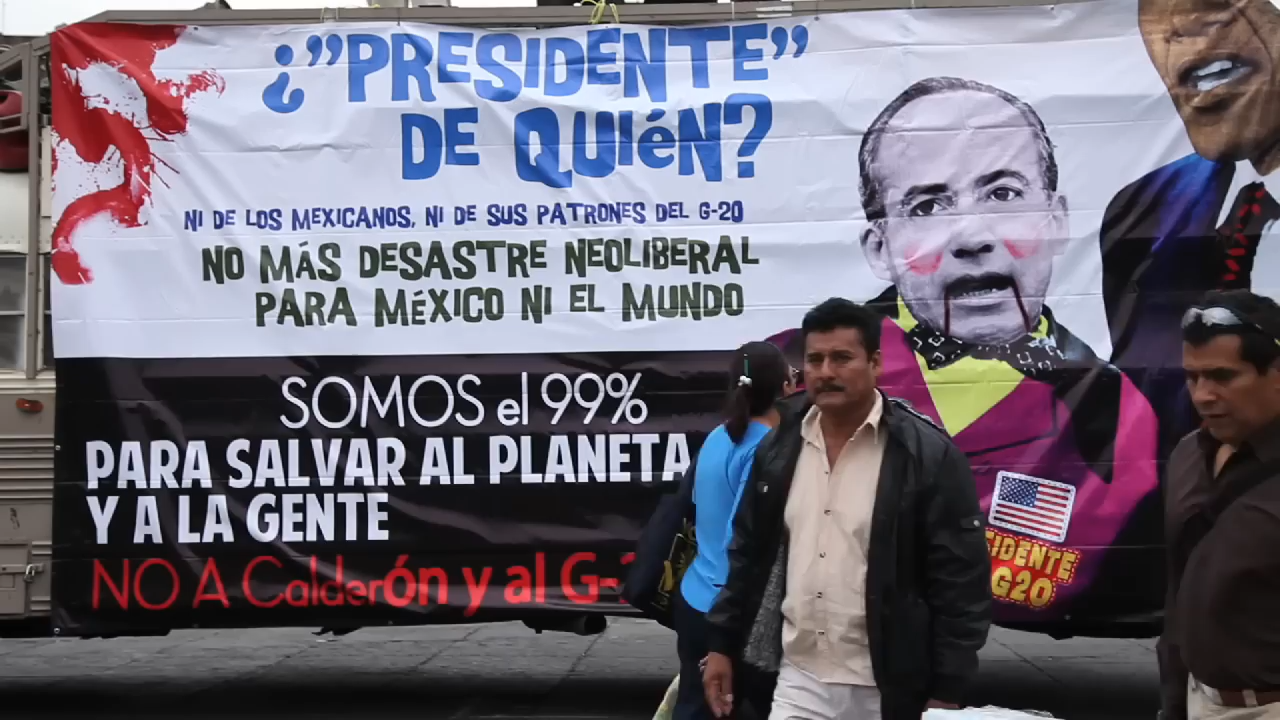 ¿”PRESIDENTE”
DE QUIéN?
NI DE LOS MEXICANOS, NI DE SUS PATRONES DEL G-20
NO MÁS DESASTRE NEOLIBERAL
PARA MÉXICO NI EL MUNDO
SOMOS el 99%
PARA SALVAR AL PLANETA
Y A LA GENTE
NO A Calderón y al G-
IDENTE
G20